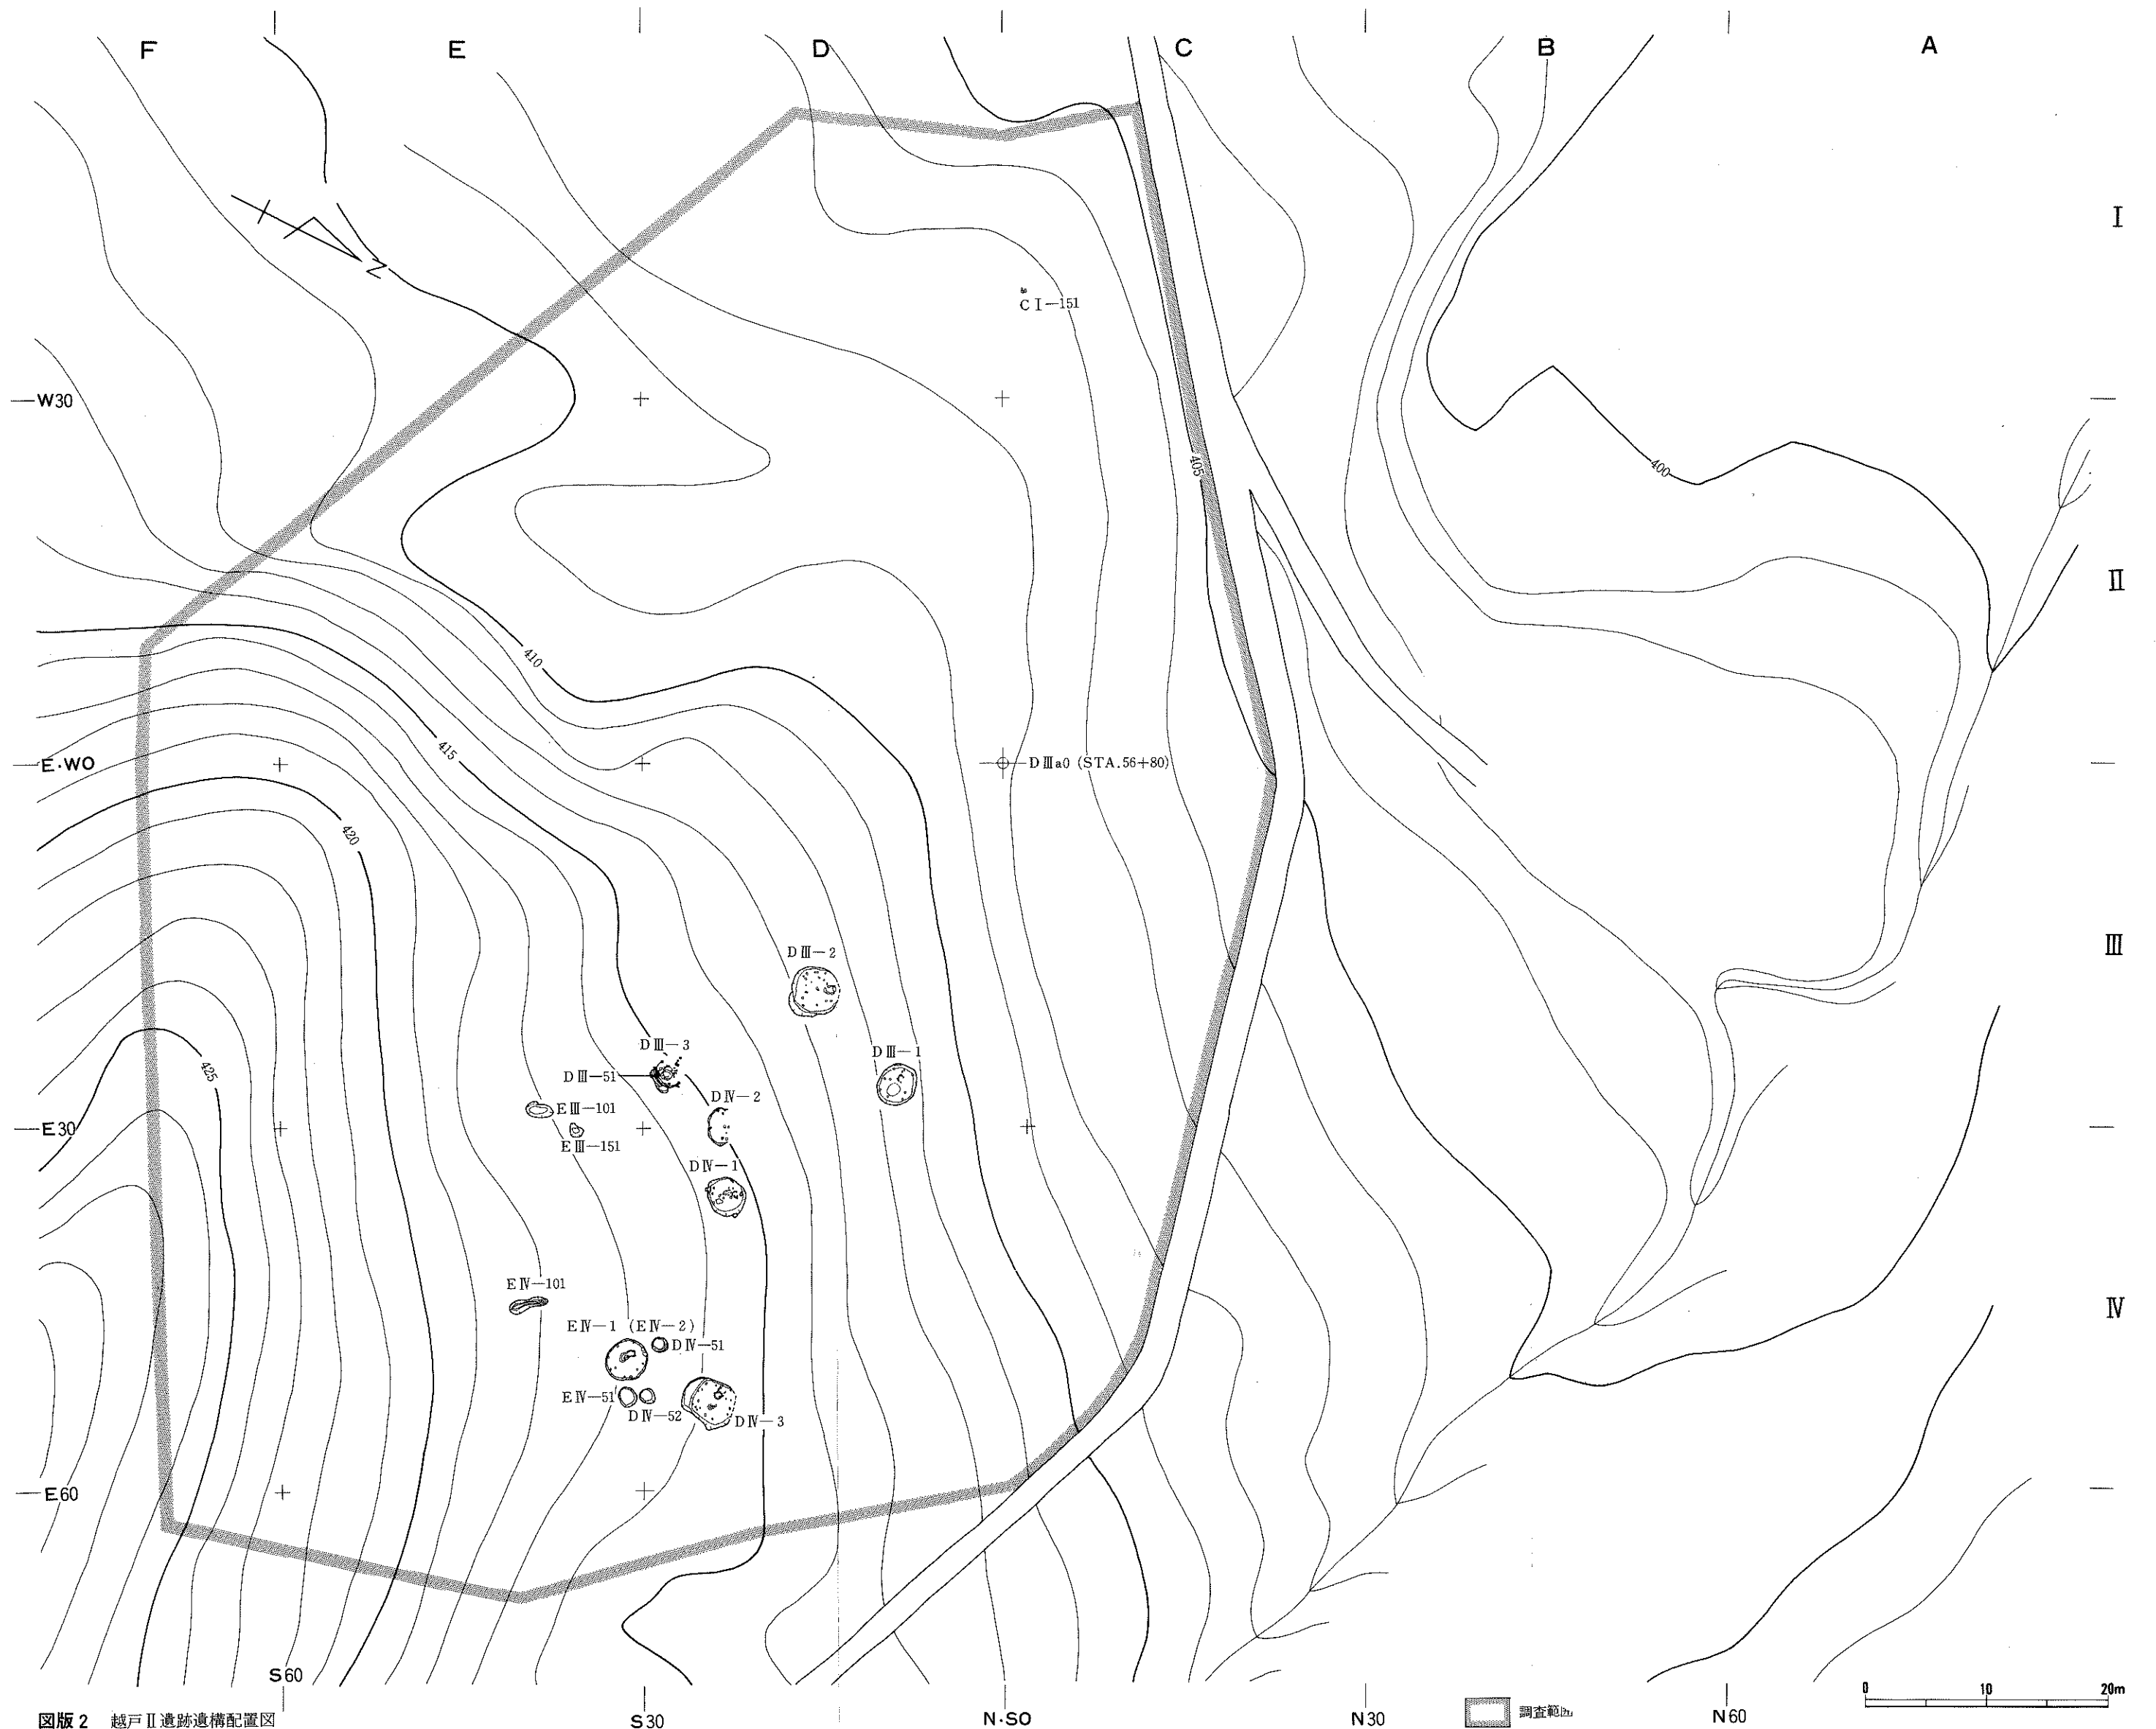 F
E
D
C
B
A
I
N
C I—151
—W30
405
400
II
410
—E·WO
DⅢa0 (STA.56+80)
415
420
DⅢ—2
III
DⅢ—3
DⅢ—1
DⅢ—51
425
DⅣ—2
EⅢ—101
—E30
EⅢ—151
DⅣ—1
EⅣ—101
IV
EⅣ—1 (EⅣ—2)
DⅣ—51
EⅣ—51
DⅣ—52
DⅣ—3
—E60
S60
0 10 20m
図版 2 越戸Ⅱ遺跡遺構配置図
S30
N·SO
N30
調査範囲
N60